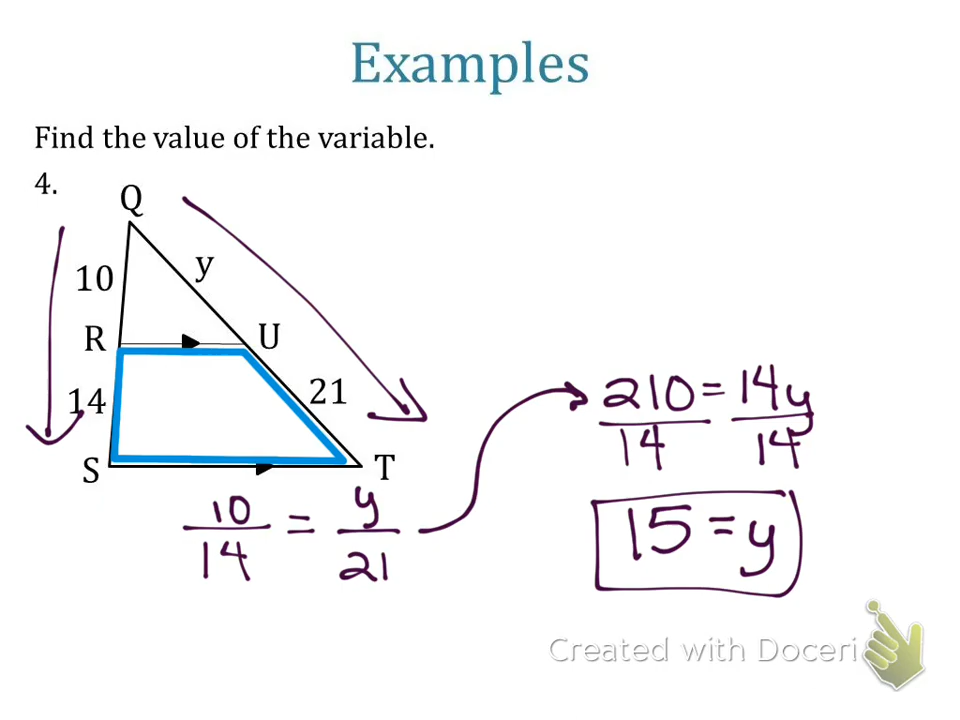 Examples
Find the value of the variable.
4.
Q
10
y
R
U
14
21
S
T
10/14 = y/21
210/14 = 14y/14
15 = y
Created with Doceri